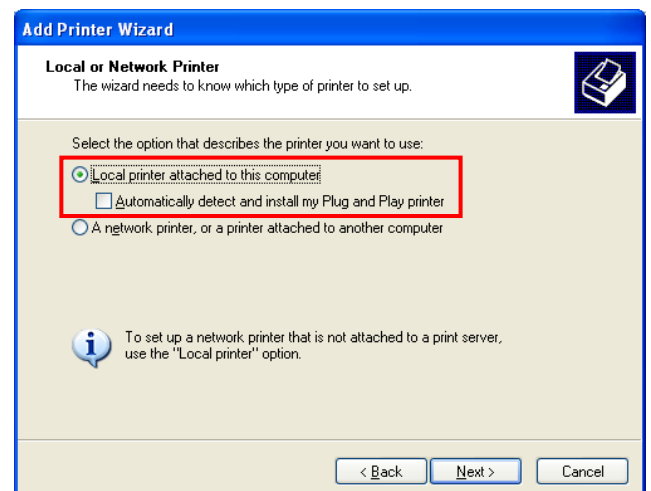 Add Printer Wizard
Local or Network Printer
The wizard needs to know which type of printer to set up.
Select the option that describes the printer you want to use:
Local printer attached to this computer
Automatically detect and install my Plug and Play printer
A network printer, or a printer attached to another computer
To set up a network printer that is not attached to a print server,
use the "Local printer" option.
< Back
Next >
Cancel